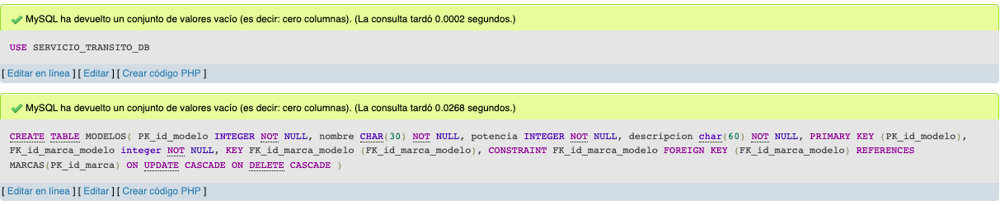 MySQL ha devuelto un conjunto de valores vacío (es decir: cero columnas). (La consulta tardó 0.0002 segundos.)
USE SERVICIO_TRANSITO_DB
[ Editar en línea ] [ Editar ] [ Crear código PHP ]
MySQL ha devuelto un conjunto de valores vacío (es decir: cero columnas). (La consulta tardó 0.0268 segundos.)
CREATE TABLE MODELOS( PK_id_modelo INTEGER NOT NULL, nombre CHAR(30) NOT NULL, potencia INTEGER NOT NULL, descripcion char(60) NOT NULL, PRIMARY KEY (PK_id_modelo),
FK_id_marca_modelo integer NOT NULL, KEY FK_id_marca_modelo (FK_id_marca_modelo), CONSTRAINT FK_id_marca_modelo FOREIGN KEY (FK_id_marca_modelo) REFERENCES
MARCAS(PK_id_marca) ON UPDATE CASCADE ON DELETE CASCADE )
[ Editar en línea ] [ Editar ] [ Crear código PHP ]